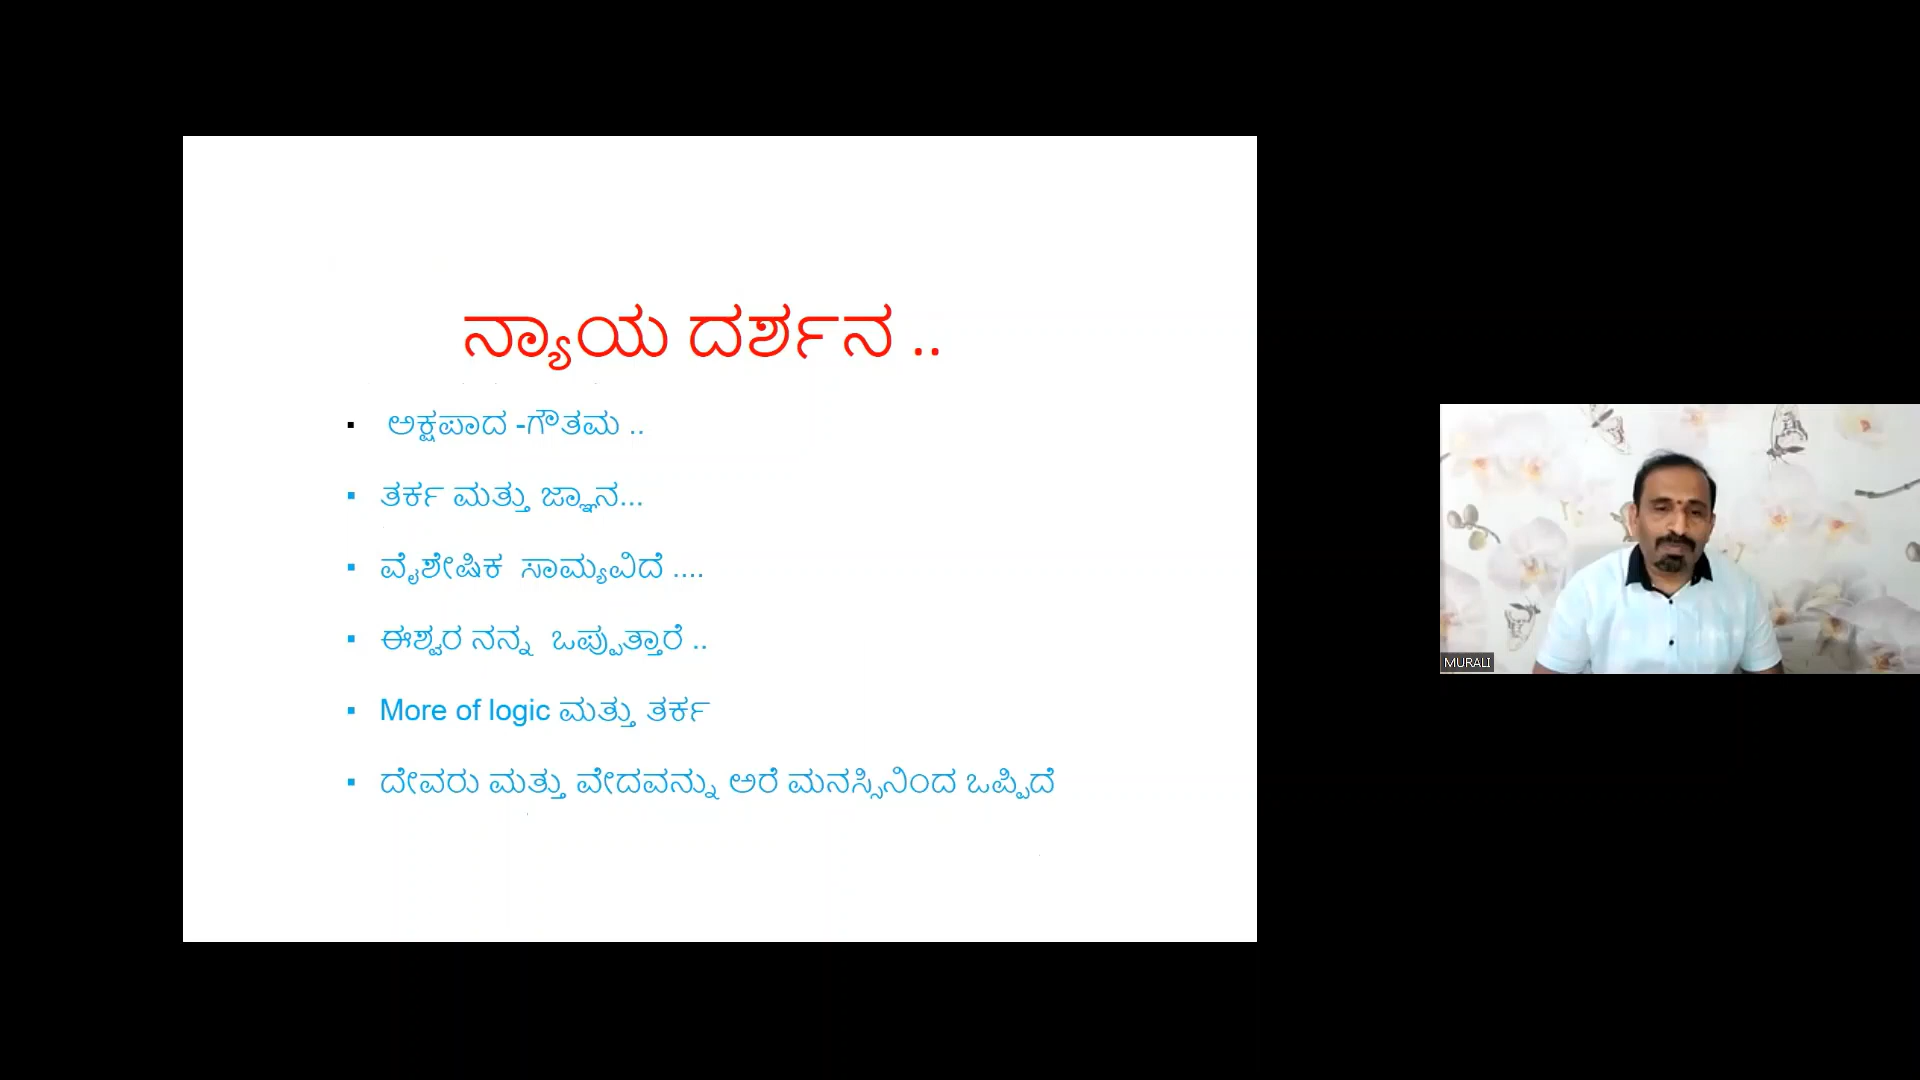 ನ್ಯಾಯ ದರ್ಶನ ..
ಅಕ್ಷಪಾದ -ಗೌತಮ ..
ತರ್ಕ ಮತ್ತು ಜ್ಞಾನ...
ವೈಶೇಷಿಕ ಸಾಮ್ಯವಿದೆ ....
ಈಶ್ವರ ನನ್ನ ಒಪ್ಪುತ್ತಾರೆ ..
More of logic ಮತ್ತು ತರ್ಕ
ದೇವರು ಮತ್ತು ವೇದವನ್ನು ಅರೆ ಮನಸ್ಸಿನಿಂದ ಒಪ್ಪಿದೆ
MURALI